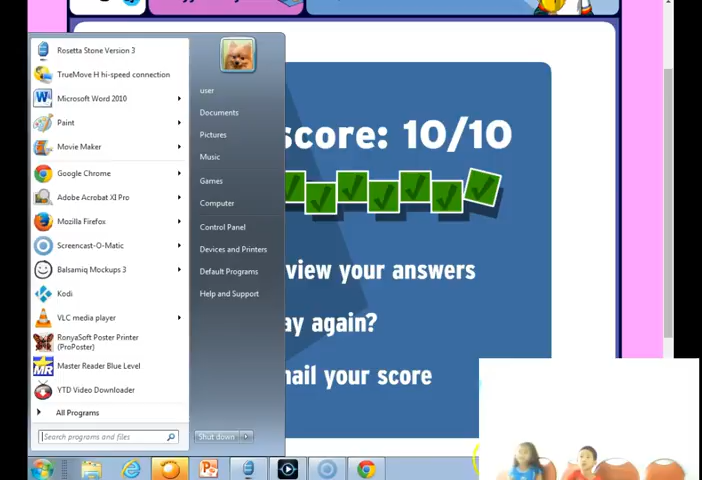 Rosetta Stone Version 3
TrueMove H hi-speed connection
Microsoft Word 2010
Paint
Movie Maker
Google Chrome
Adobe Acrobat XI Pro
Mozilla Firefox
Screencast-O-Matic
Balsamiq Mockups 3
Kodi
VLC media player
RonyaSoft Poster Printer
(ProPoster)
Master Reader Blue Level
YTD Video Downloader
All Programs
Search programs and files
user
Documents
Pictures
Music
Games
Computer
Control Panel
Devices and Printers
Default Programs
Help and Support
Shut down
score: 10/10
view your answers
ay again?
nail your score